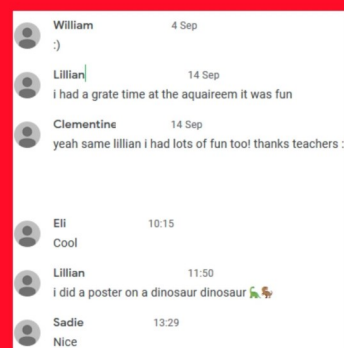 William 4 Sep
:)
Lillian 14 Sep
i had a grate time at the aquaireem it was fun
Clementine 14 Sep
yeah same lillian i had lots of fun too! thanks teachers :
Eli 10:15
Cool
Lillian 11:50
i did a poster on a dinosaur dinosaur 🦕🦖
Sadie 13:29
Nice